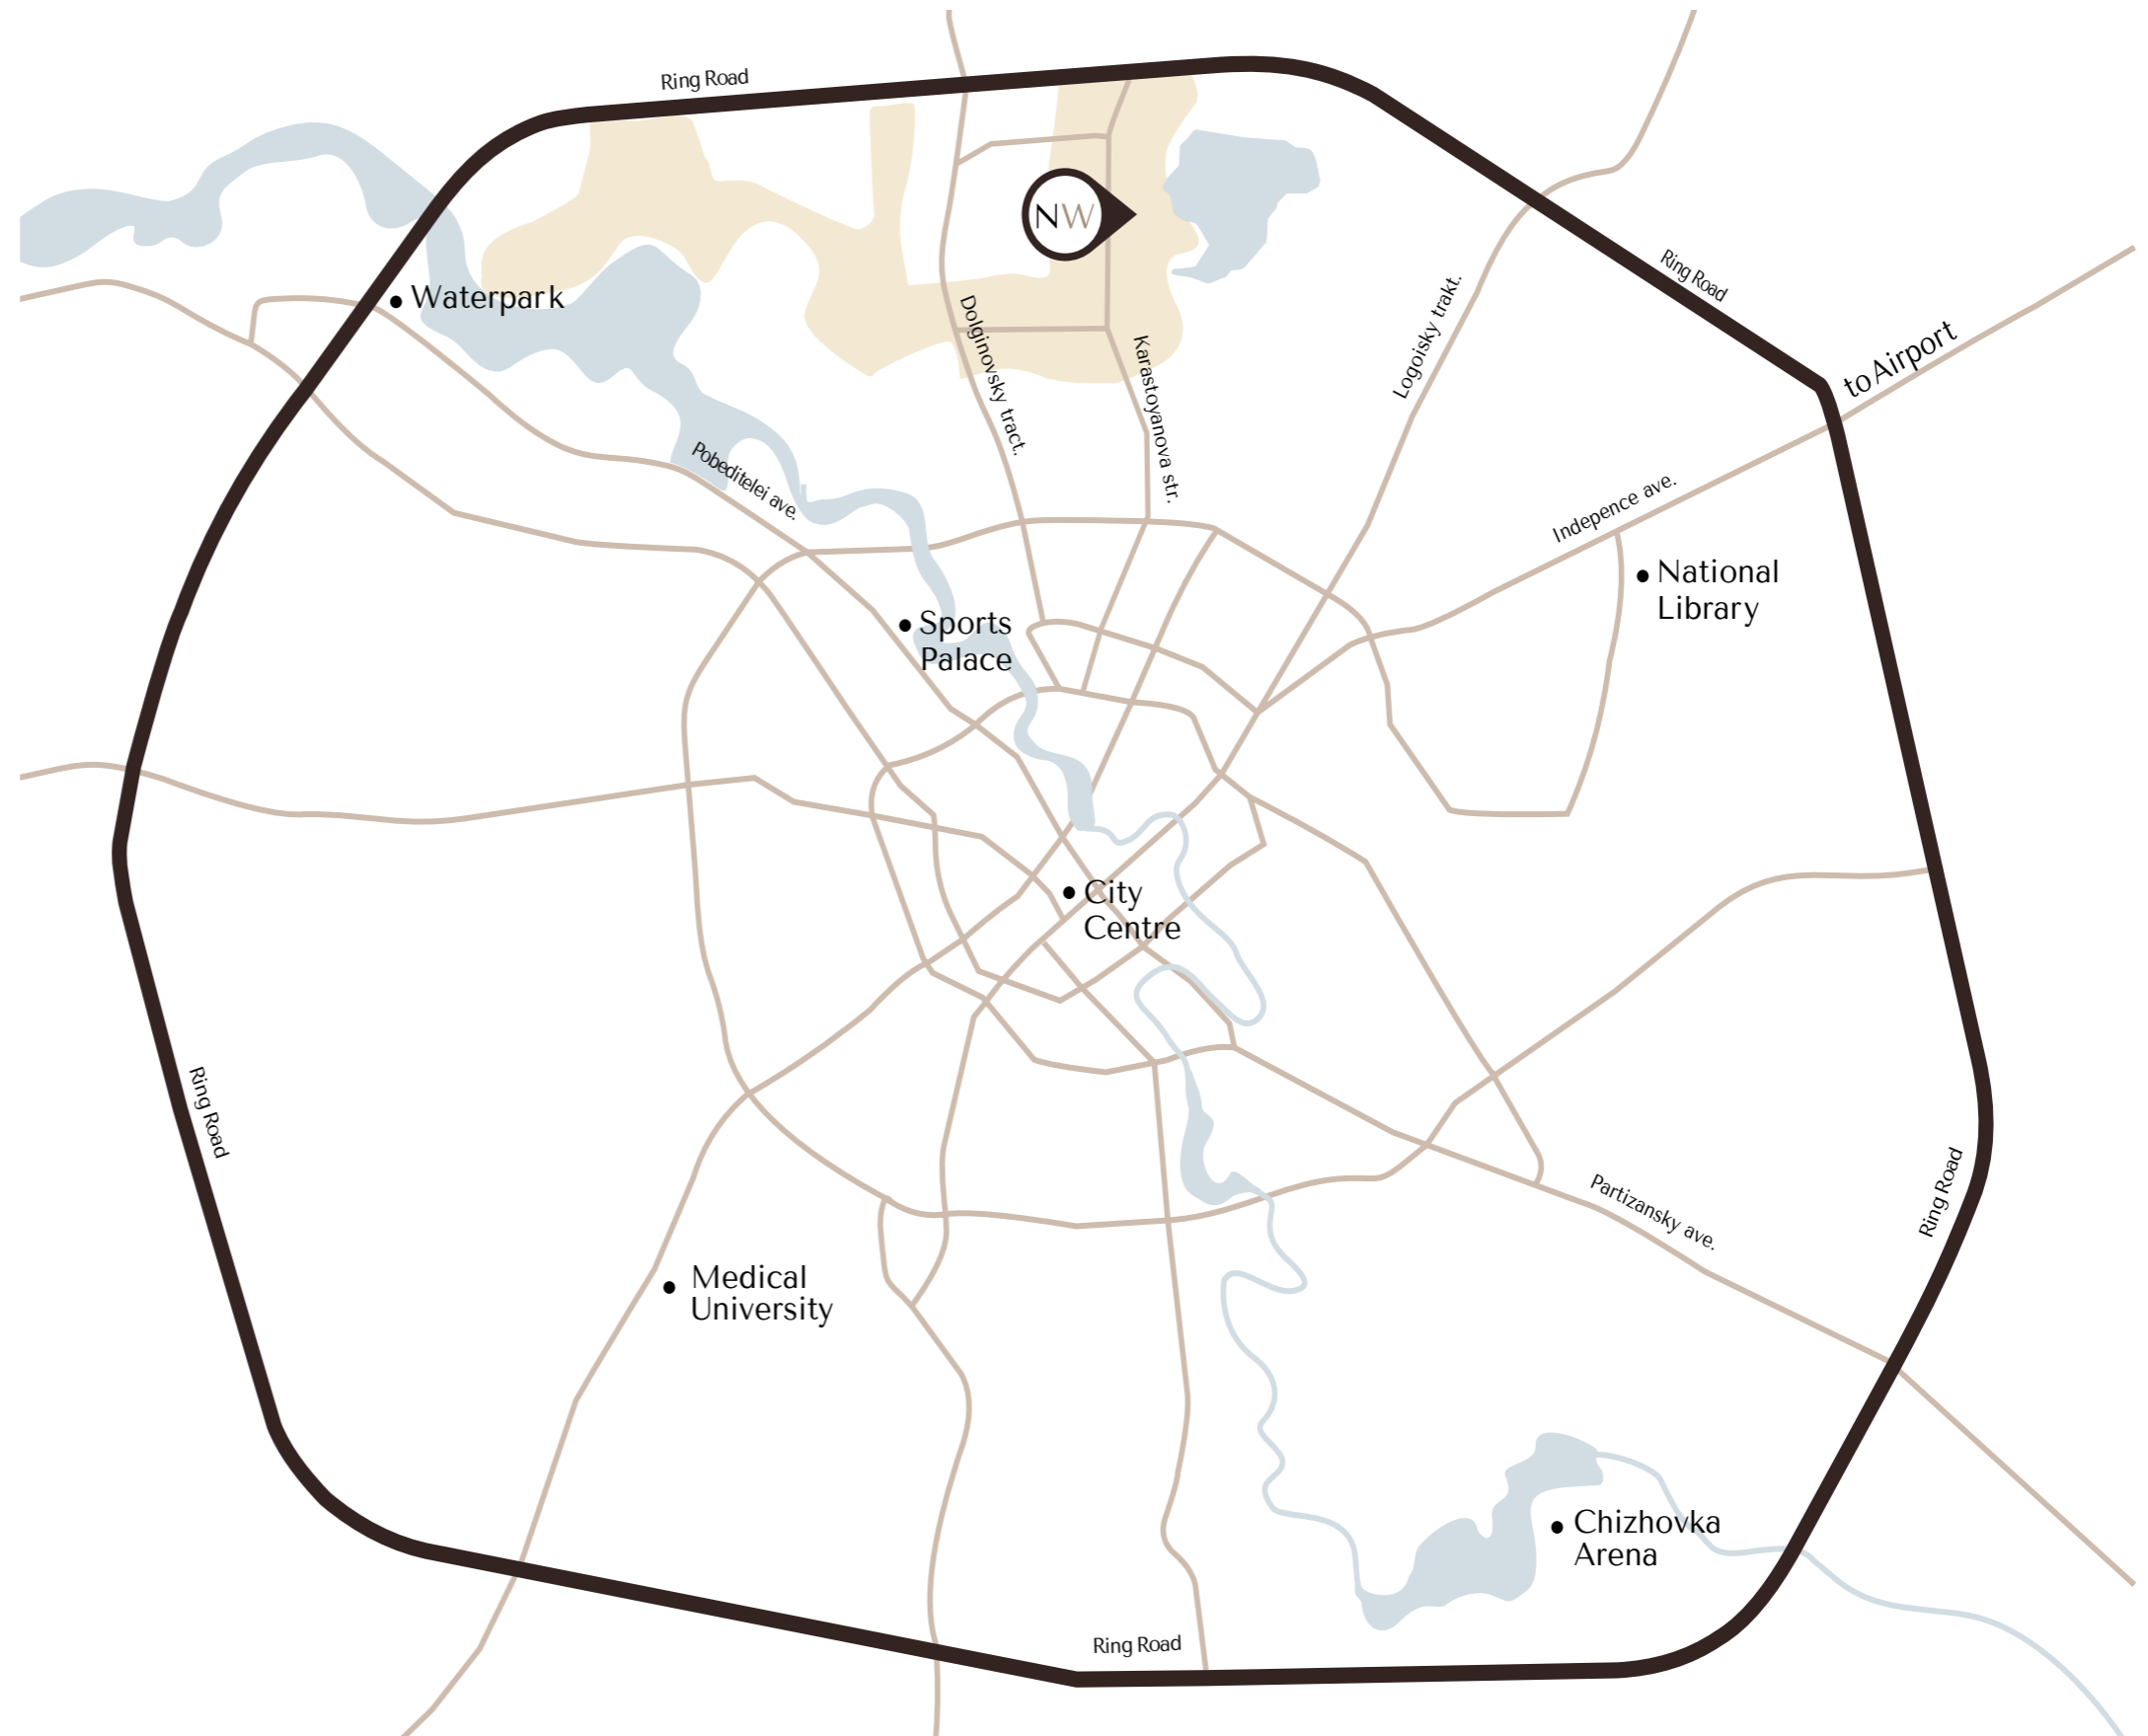 Ring Road
NW
Waterpark
Ring Road
Dolginovsky tract.
Karastoyanova str.
Logoisky trakt.
to Airport
Pobeditelei ave.
Indepence ave.
National
Library
Sports
Palace
City
Centre
Ring Road
Ring Road
Partizansky ave.
Medical
University
Chizhovka
Arena
Ring Road